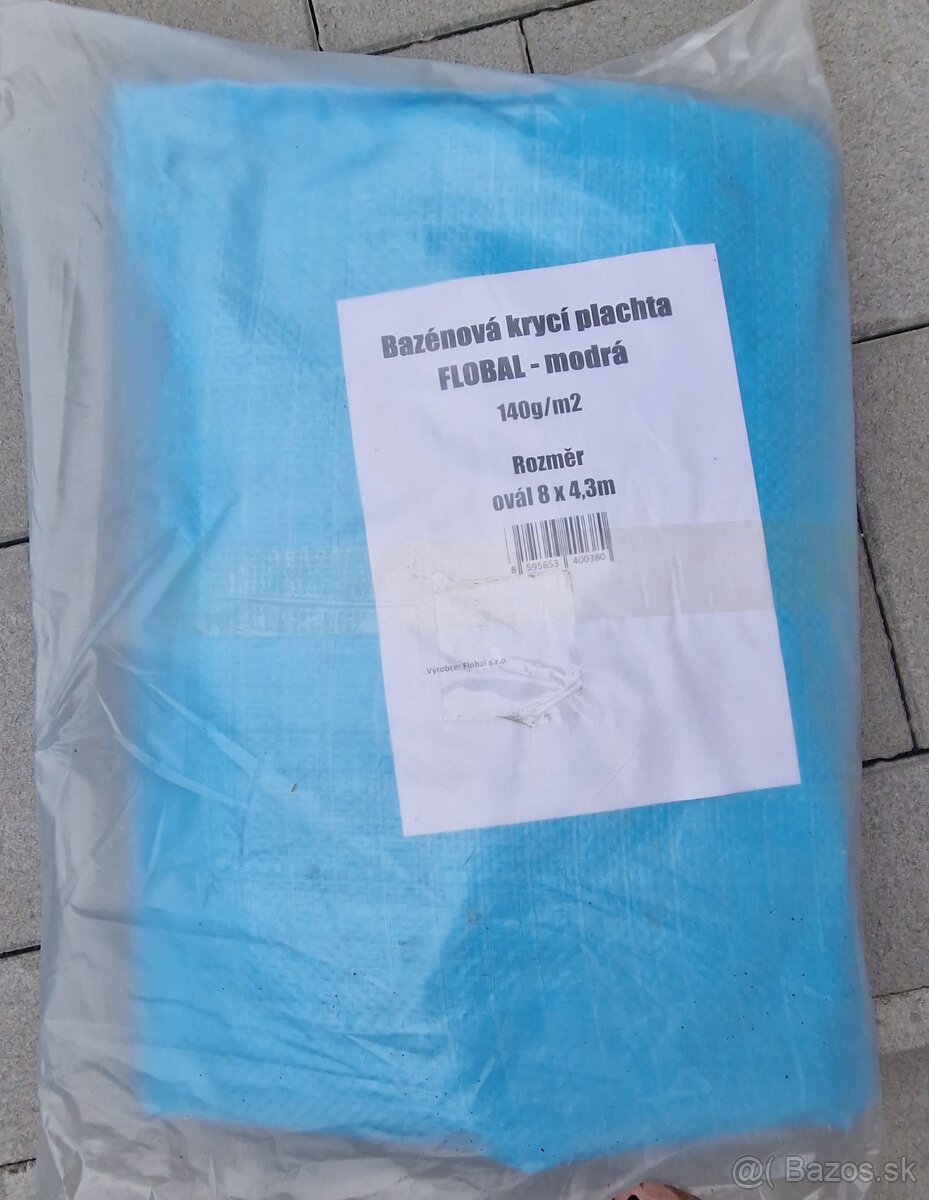 Bazénová krycí plachta
FLOBAL - modrá
140g/m2
Rozměr
ovál 8 x 4,3m
8 595653 400380
Výrobce: Flobal s.r.o.
@( Bazos.sk